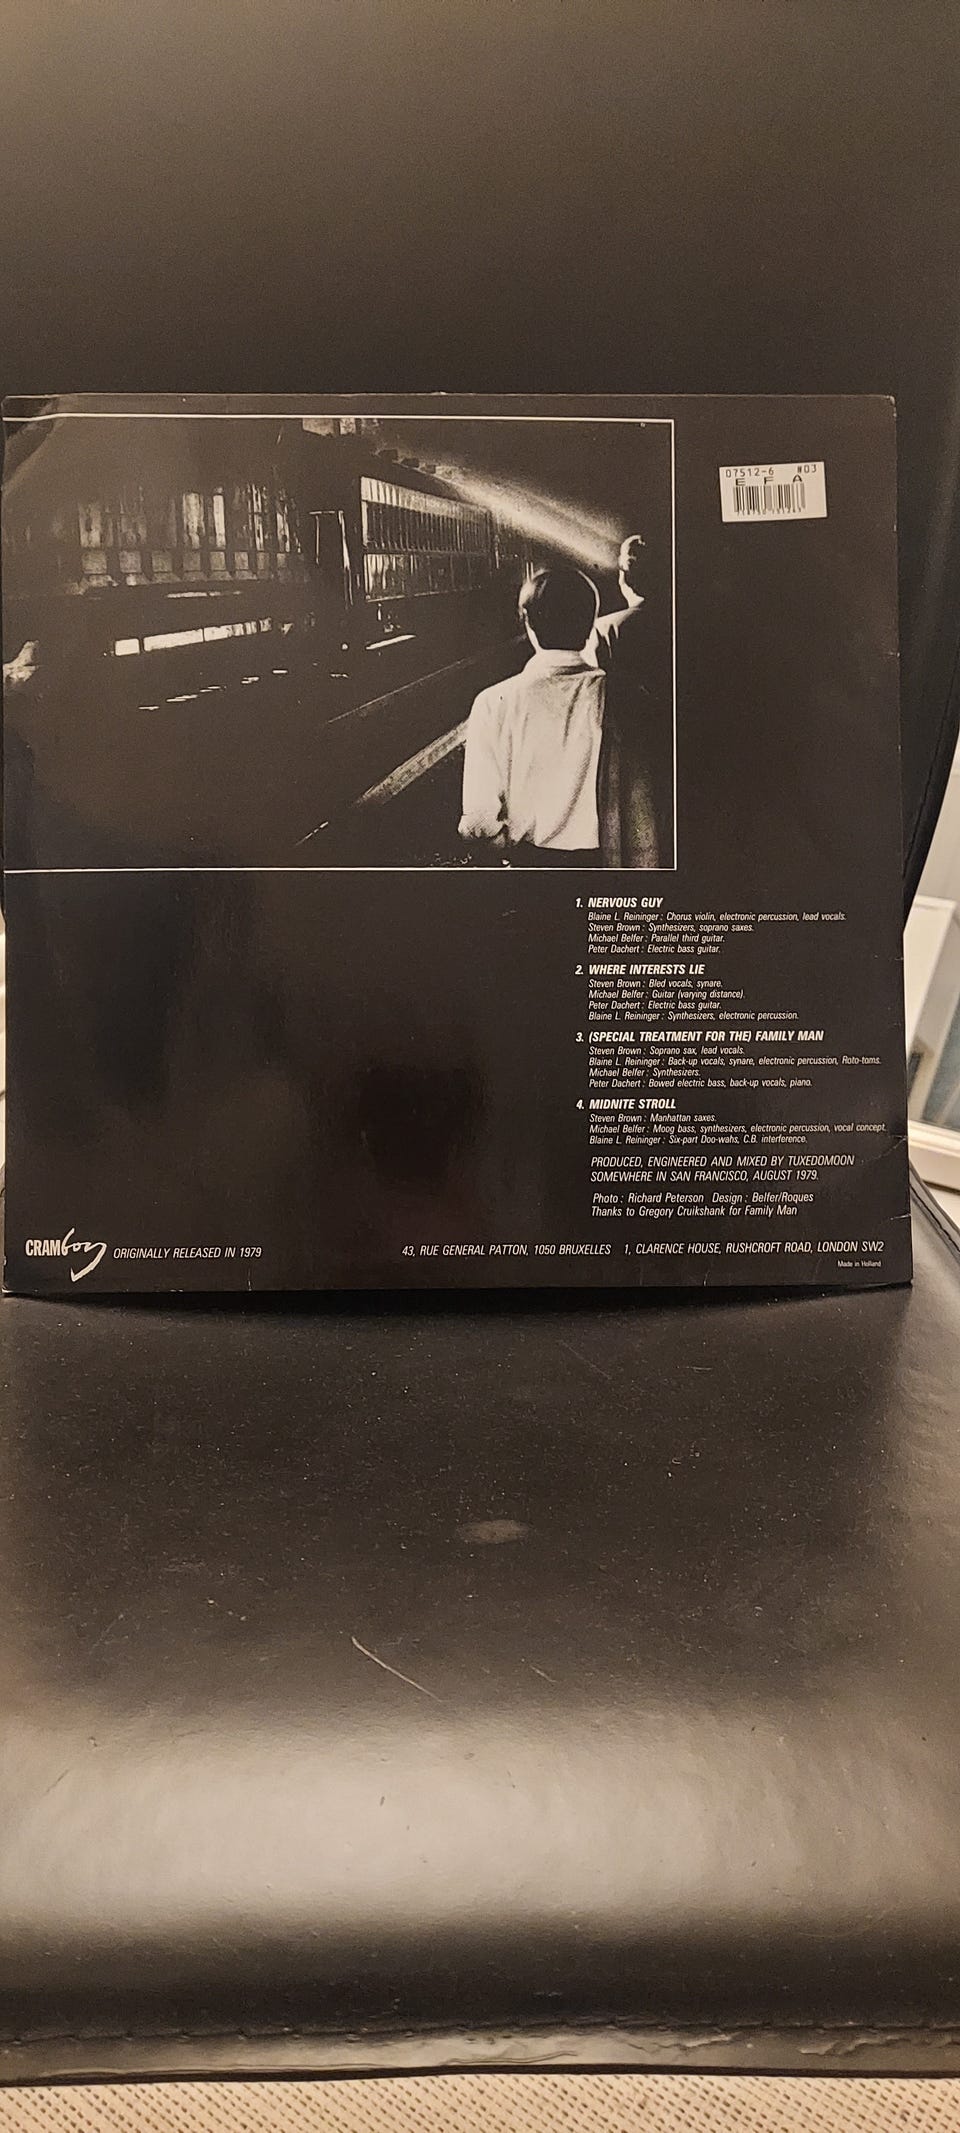 07512-6 #03
E F A
1. NERVOUS GUY
Blaine L. Reininger : Chorus violin, electronic percussion, lead vocals.
Steven Brown : Synthesizers, soprano saxes.
Michael Belfer : Parallel third guitar.
Peter Dachert : Electric bass guitar.
2. WHERE INTERESTS LIE
Steven Brown : Bled vocals, synare.
Michael Belfer : Guitar (varying distance).
Peter Dachert : Electric bass guitar.
Blaine L. Reininger : Synthesizers, electronic percussion.
3. (SPECIAL TREATMENT FOR THE) FAMILY MAN
Steven Brown : Soprano sax, lead vocals.
Blaine L. Reininger : Back-up vocals, synare, electronic percussion, Roto-toms.
Michael Belfer : Synthesizers.
Peter Dachert : Bowed electric bass, back-up vocals, piano.
4. MIDNITE STROLL
Steven Brown : Manhattan saxes.
Michael Belfer : Moog bass, synthesizers, electronic percussion, vocal concept.
Blaine L. Reininger : Six-part Doo-wahs, C.B. interference.
PRODUCED, ENGINEERED AND MIXED BY TUXEDOMOON
SOMEWHERE IN SAN FRANCISCO, AUGUST 1979.
Photo : Richard Peterson Design : Belfer/Roques
Thanks to Gregory Cruikshank for Family Man
CRAMboy ORIGINALLY RELEASED IN 1979
43, RUE GENERAL PATTON, 1050 BRUXELLES 1, CLARENCE HOUSE, RUSHCROFT ROAD, LONDON SW2
Made in Holland